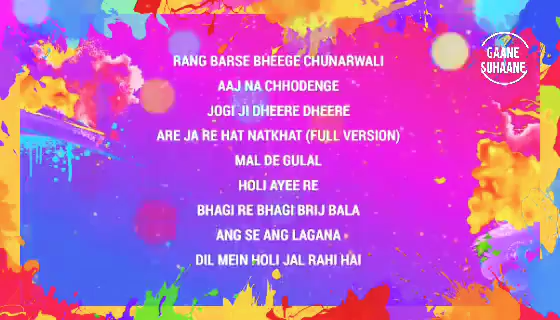 GAANE
SUHAANE
RANG BARSE BHEEGE CHUNARWALI
AAJ NA CHHODENGE
JOGI JI DHEERE DHEERE
ARE JA RE HAT NATKHAT (FULL VERSION)
MAL DE GULAL
HOLI AYEE RE
BHAGI RE BHAGI BRIJ BALA
ANG SE ANG LAGANA
DIL MEIN HOLI JAL RAHI HAI